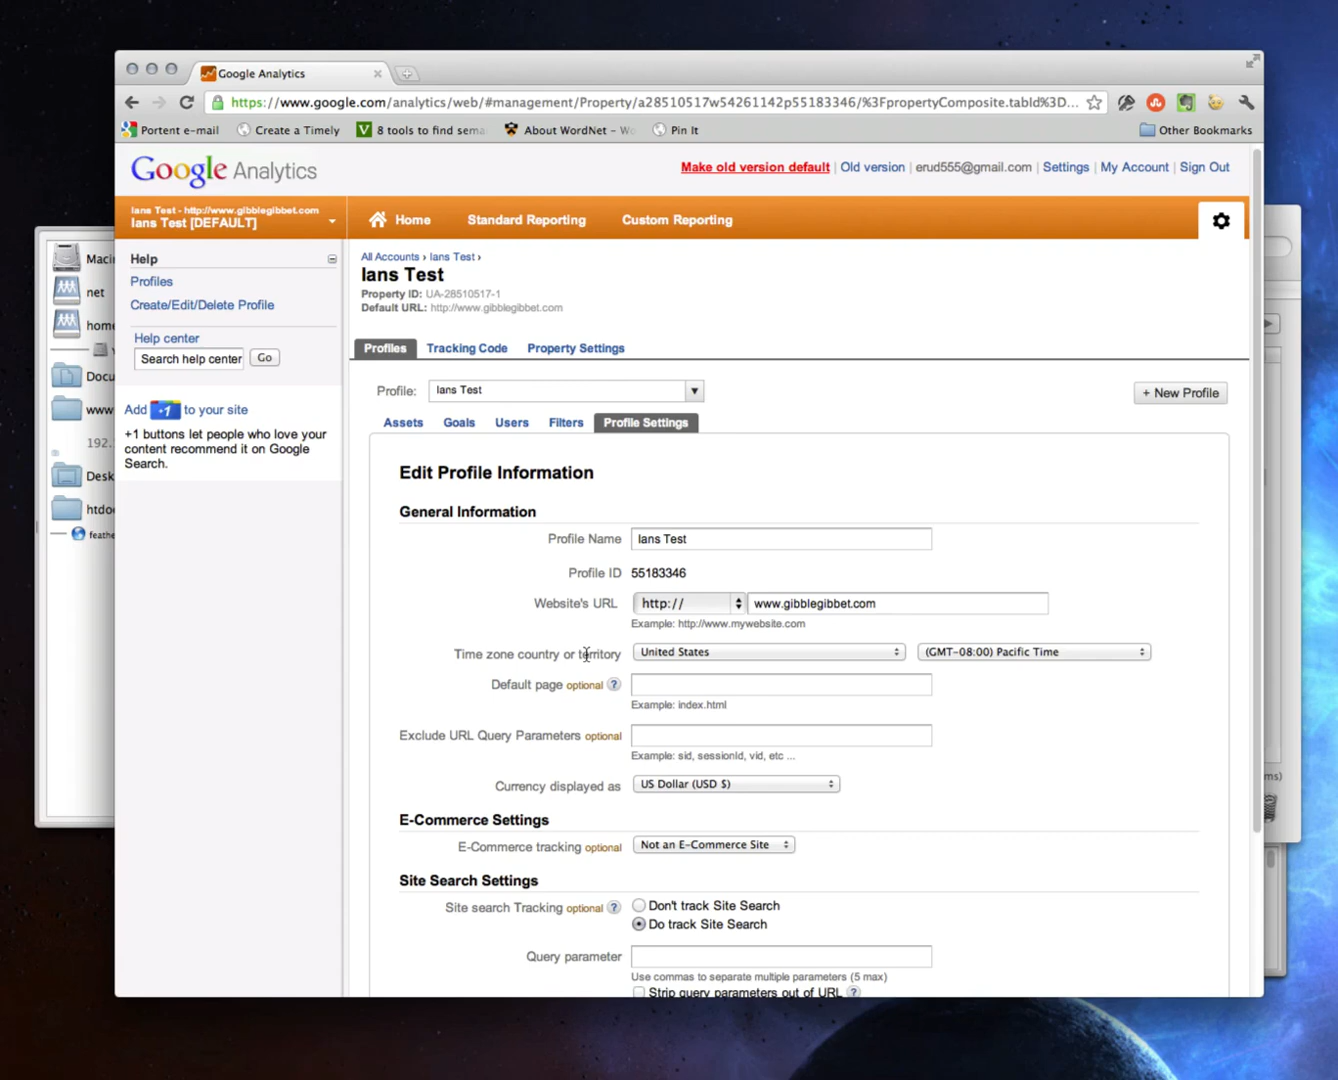 Google Analytics
https://www.google.com/analytics/web/#management/Property/a28510517w54261142p55183346/%3FpropertyComposite.tabId%3D...
Portent e-mail
Create a Timely
8 tools to find sema
About WordNet - Wo
Pin It
Other Bookmarks
Google Analytics
Make old version default | Old version | erud555@gmail.com | Settings | My Account | Sign Out
Ians Test - http://www.gibblegibbet.com
Ians Test [DEFAULT]
Home
Standard Reporting
Custom Reporting
Macin
net
home
Docu
www
192.
Desk
htdoc
feathe
Help
Profiles
Create/Edit/Delete Profile
Help center
Search help center
Go
Add +1 to your site
+1 buttons let people who love your
content recommend it on Google
Search.
All Accounts › Ians Test ›
Ians Test
Property ID: UA-28510517-1
Default URL: http://www.gibblegibbet.com
Profiles
Tracking Code
Property Settings
Profile:
Ians Test
+ New Profile
Assets
Goals
Users
Filters
Profile Settings
Edit Profile Information
General Information
Profile Name
Ians Test
Profile ID 55183346
Website's URL
http://
www.gibblegibbet.com
Example: http://www.mywebsite.com
Time zone country or territory
United States
(GMT-08:00) Pacific Time
Default page optional ?
Example: index.html
Exclude URL Query Parameters optional
Example: sid, sessionId, vid, etc ...
Currency displayed as
US Dollar (USD $)
E-Commerce Settings
E-Commerce tracking optional
Not an E-Commerce Site
Site Search Settings
Site search Tracking optional ?
Don't track Site Search
Do track Site Search
Query parameter
Use commas to separate multiple parameters (5 max)
Strip query parameters out of URL ?
ms)